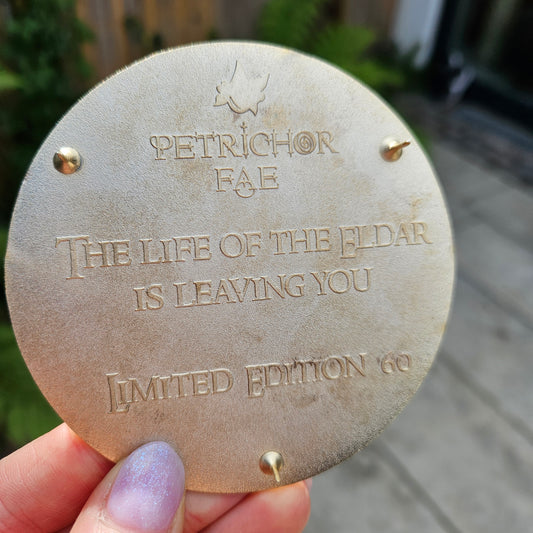 PETRICHOR
FAE
THE LIFE OF THE ELDAR
IS LEAVING YOU
LIMITED EDITION '60